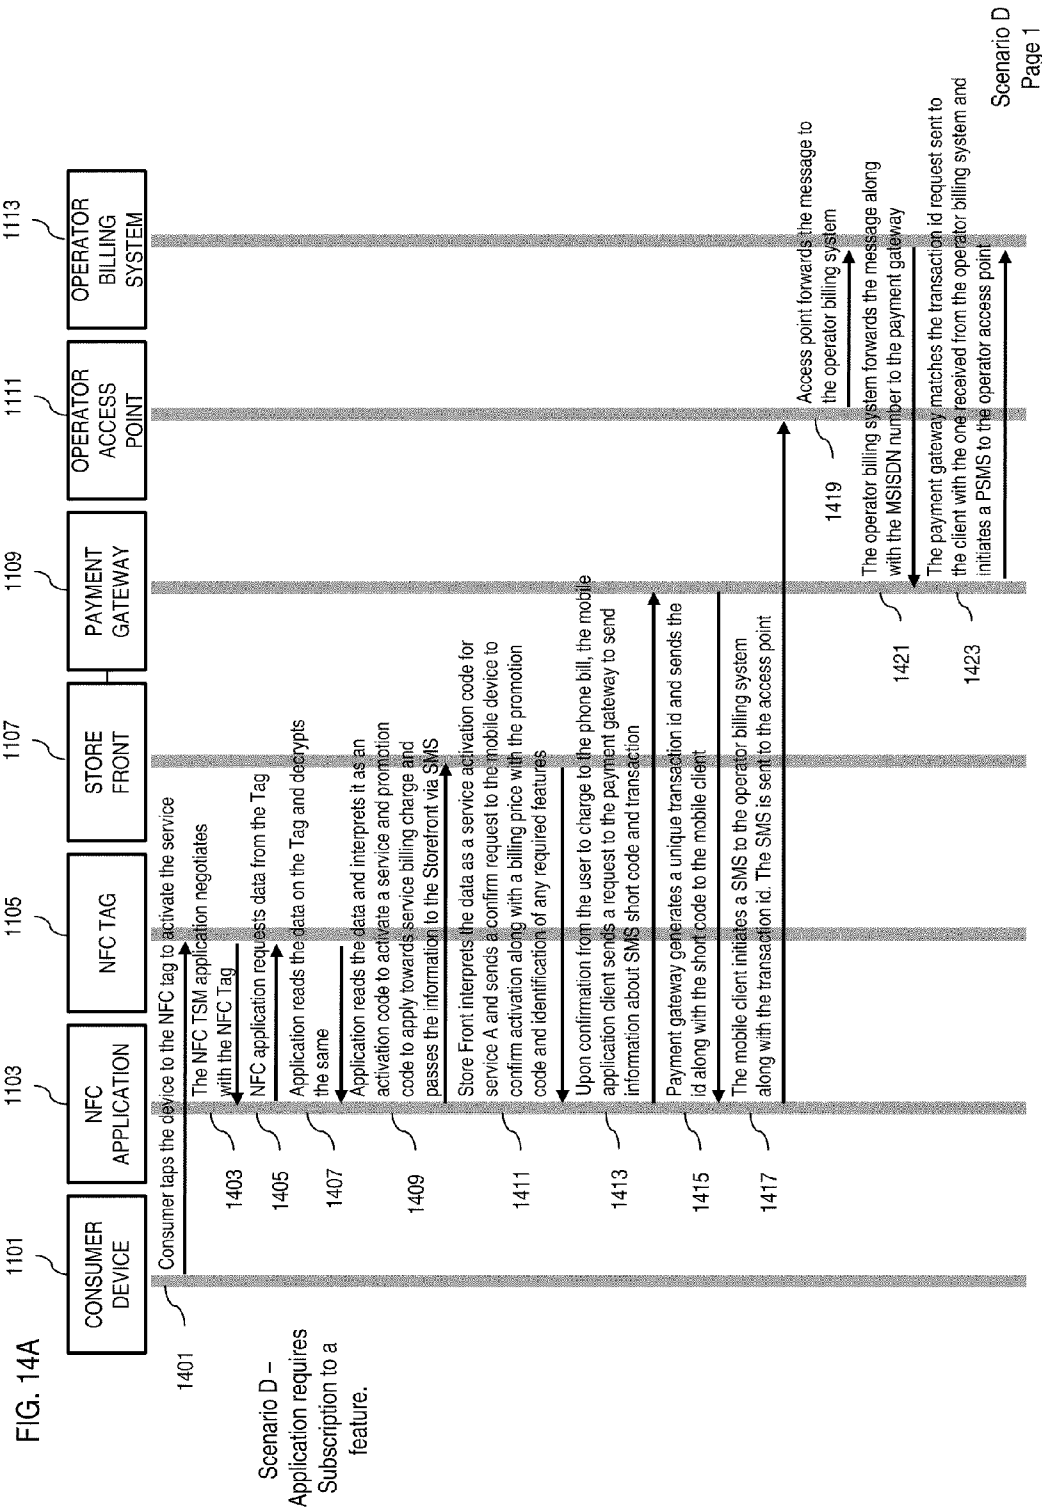 FIG. 14A
1101
1103
1105
1107
1109
1111
1113
CONSUMER
DEVICE
NFC
APPLICATION
NFC TAG
STORE
FRONT
PAYMENT
GATEWAY
OPERATOR
ACCESS
POINT
OPERATOR
BILLING
SYSTEM
Scenario D –
Application requires
Subscription to a
feature.
1401
Consumer taps the device to the NFC tag to activate the service
1403
The NFC TSM application negotiates
with the NFC Tag
1405
NFC application requests data from the Tag
1407
Application reads the data on the Tag and decrypts
the same
1409
Application reads the data and interprets it as an
activation code to activate a service and promotion
code to apply towards service billing charge and
passes the information to the Storefront via SMS
1411
Store Front interprets the data as a service activation code for
service A and sends a confirm request to the mobile device to
confirm activation along with a billing price with the promotion
code and identification of any required features
1413
Upon confirmation from the user to charge to the phone bill, the mobile
application client sends a request to the payment gateway to send
information about SMS short code and transaction
1415
Payment gateway generates a unique transaction id and sends the
id along with the short code to the mobile client
1417
The mobile client initiates a SMS to the operator billing system
along with the transaction id. The SMS is sent to the access point
1419
Access point forwards the message to
the operator billing system
1421
The operator billing system forwards the message along
with the MSISDN number to the payment gateway
1423
The payment gateway matches the transaction id request sent to
the client with the one received from the operator billing system and
initiates a PSMS to the operator access point
Scenario D
Page 1